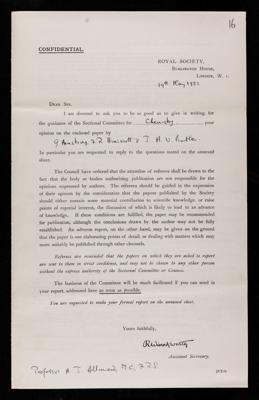 16
CONFIDENTIAL.
ROYAL SOCIETY,
BURLINGTON HOUSE,
LONDON, W. 1.
19th May 1932
DEAR SIR,
I am desired to ask you to be so good as to give in writing, for
the guidance of the Sectional Committee for Chemistry your
opinion on the enclosed paper by
In particular you are requested to reply to the questions stated on the annexed
sheet.
The Council have ordered that the attention of referees shall be drawn to the
fact that the body or bodies authorising publication are not responsible for the
opinions expressed by authors. The referees should be guided in the expression
of their opinion by the consideration that the papers published by the Society
should either contain some material contribution to scientific knowledge, or raise
points of especial interest, the discussion of which is likely to lead to an advance
of knowledge. If these conditions are fulfilled, the paper may be recommended
for publication, although the conclusions drawn by the author may not be fully
established. An adverse report, on the other hand, may be given on the ground
that the paper is one elaborating points of detail, or dealing with matters which may
more suitably be published through other channels.
Referees are reminded that the papers on which they are asked to report
are sent to them in strict confidence, and may not be shown to any other person
without the express authority of the Sectional Committee or Council.
The business of the Committee will be much facilitated if you can send in
your report, addressed here as soon as possible.
You are requested to make your formal report on the annexed sheet.
Yours faithfully,
Assistant Secretary.
Professor A J Allmand, M.C., F.R.S.